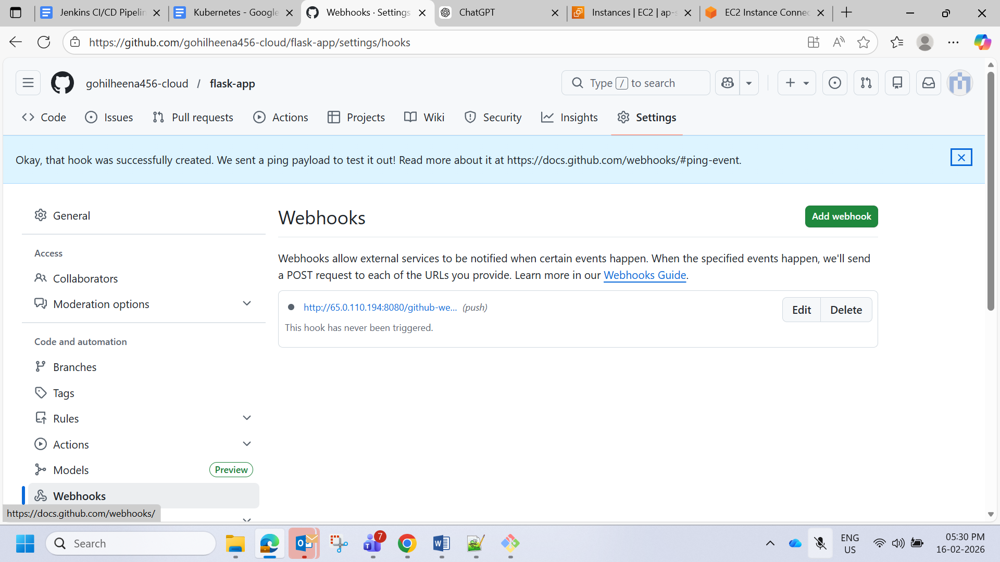 Jenkins CI/CD Pipelin
Kubernetes - Google
Webhooks · Settings
ChatGPT
Instances | EC2 | ap-s
EC2 Instance Connec
https://github.com/gohilheena456-cloud/flask-app/settings/hooks
gohilheena456-cloud / flask-app
Type / to search
Code
Issues
Pull requests
Actions
Projects
Wiki
Security
Insights
Settings
Okay, that hook was successfully created. We sent a ping payload to test it out! Read more about it at https://docs.github.com/webhooks/#ping-event.
General
Access
Collaborators
Moderation options
Code and automation
Branches
Tags
Rules
Actions
Models
Preview
Webhooks
https://docs.github.com/webhooks/
Webhooks
Add webhook
Webhooks allow external services to be notified when certain events happen. When the specified events happen, we'll send
a POST request to each of the URLs you provide. Learn more in our Webhooks Guide.
http://65.0.110.194:8080/github-we... (push)
Edit
Delete
This hook has never been triggered.
Search
7
ENG
US
05:30 PM
16-02-2026